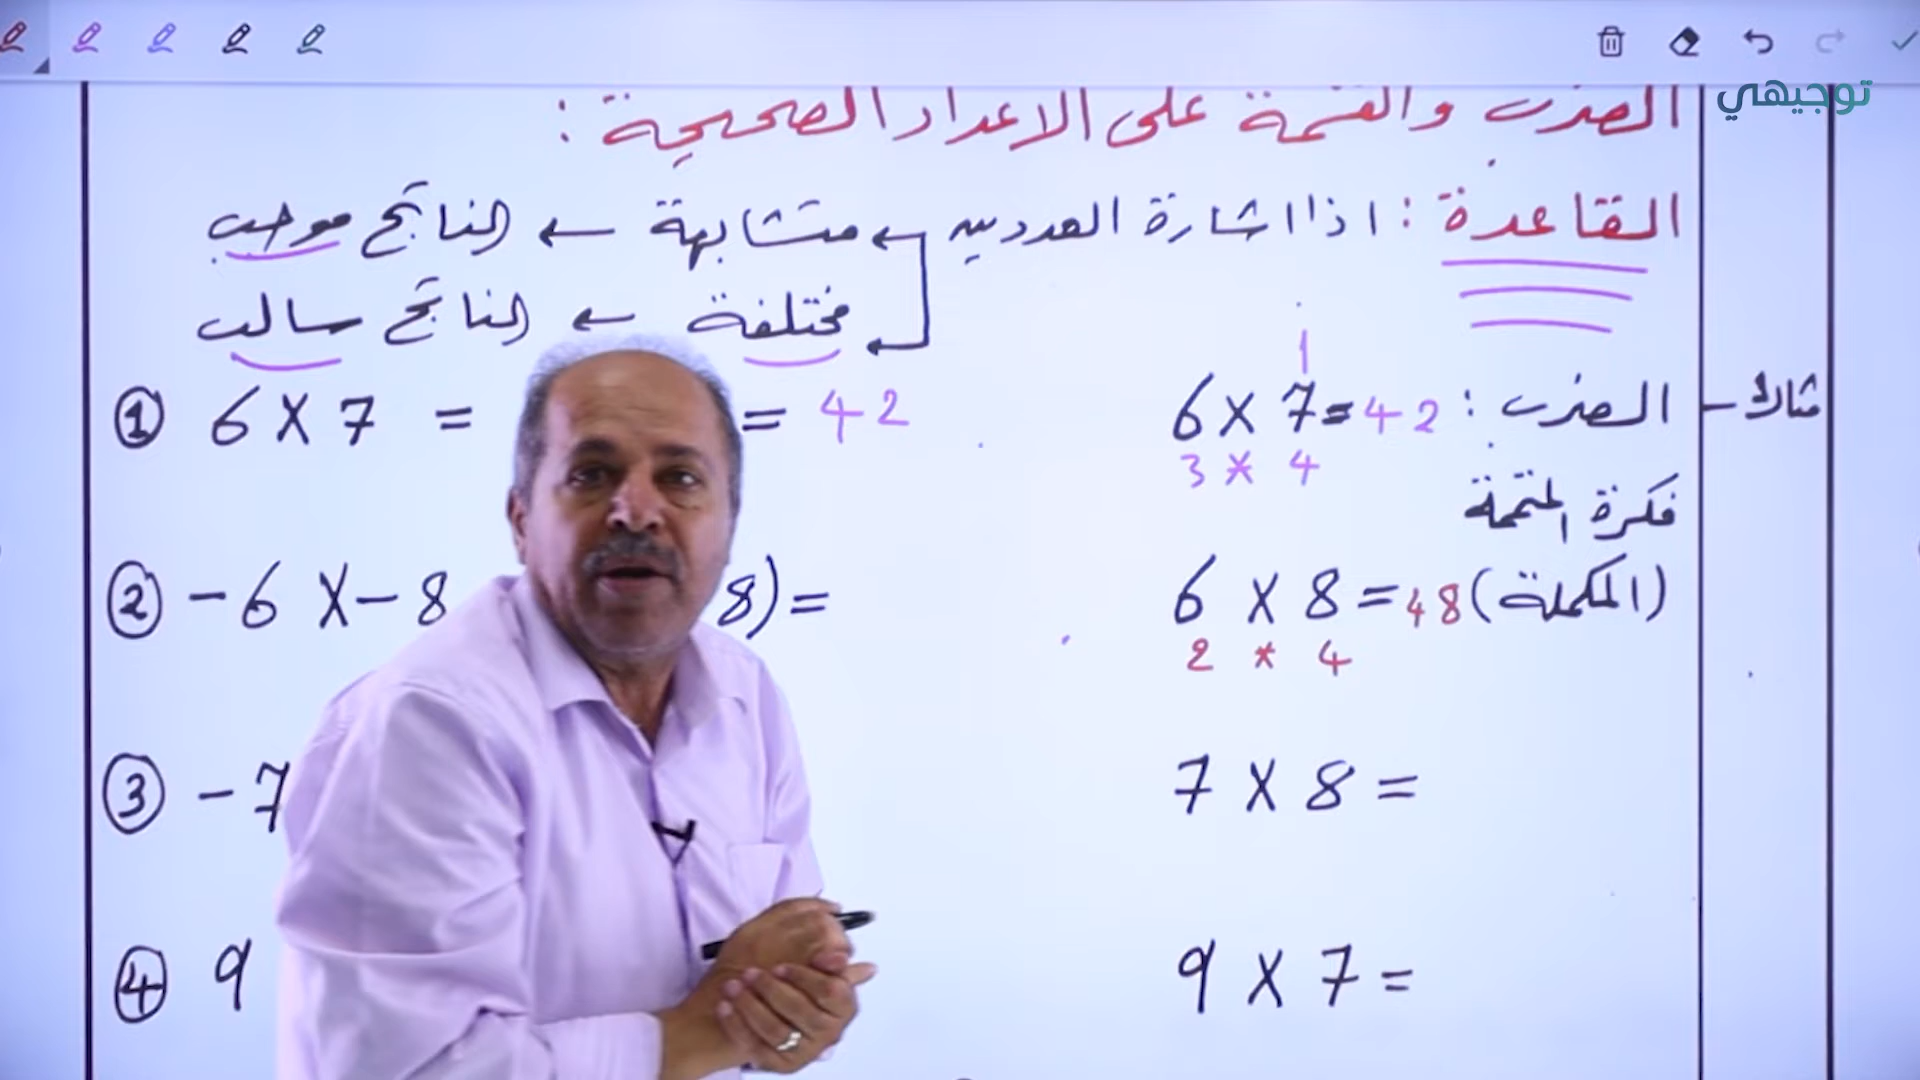 توجيهي
الضرب والقسمة على الاعداد الصحيحة :
القاعدة : اذا اشارة العددين ← متشابهة ← الناتج موجب
← مختلفة ← الناتج سالب
مثال - الضرب : 6 X 7 = 42
1
3 * 4
فكرة المتممة
(المكملة) 6 X 8 = 48
2 * 4
7 X 8 =
9 X 7 =
① 6 X 7 = = 42
② -6 X -8 8) =
③ -7
④ 9